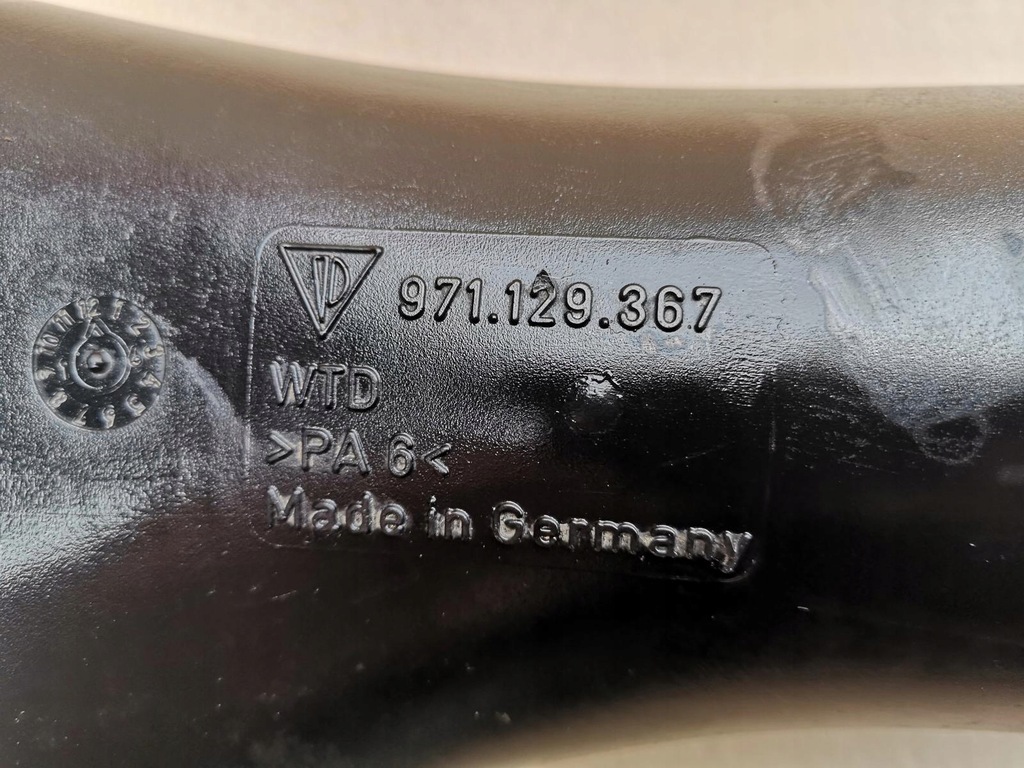 971.129.367
WTD
>PA 6<
Made in Germany